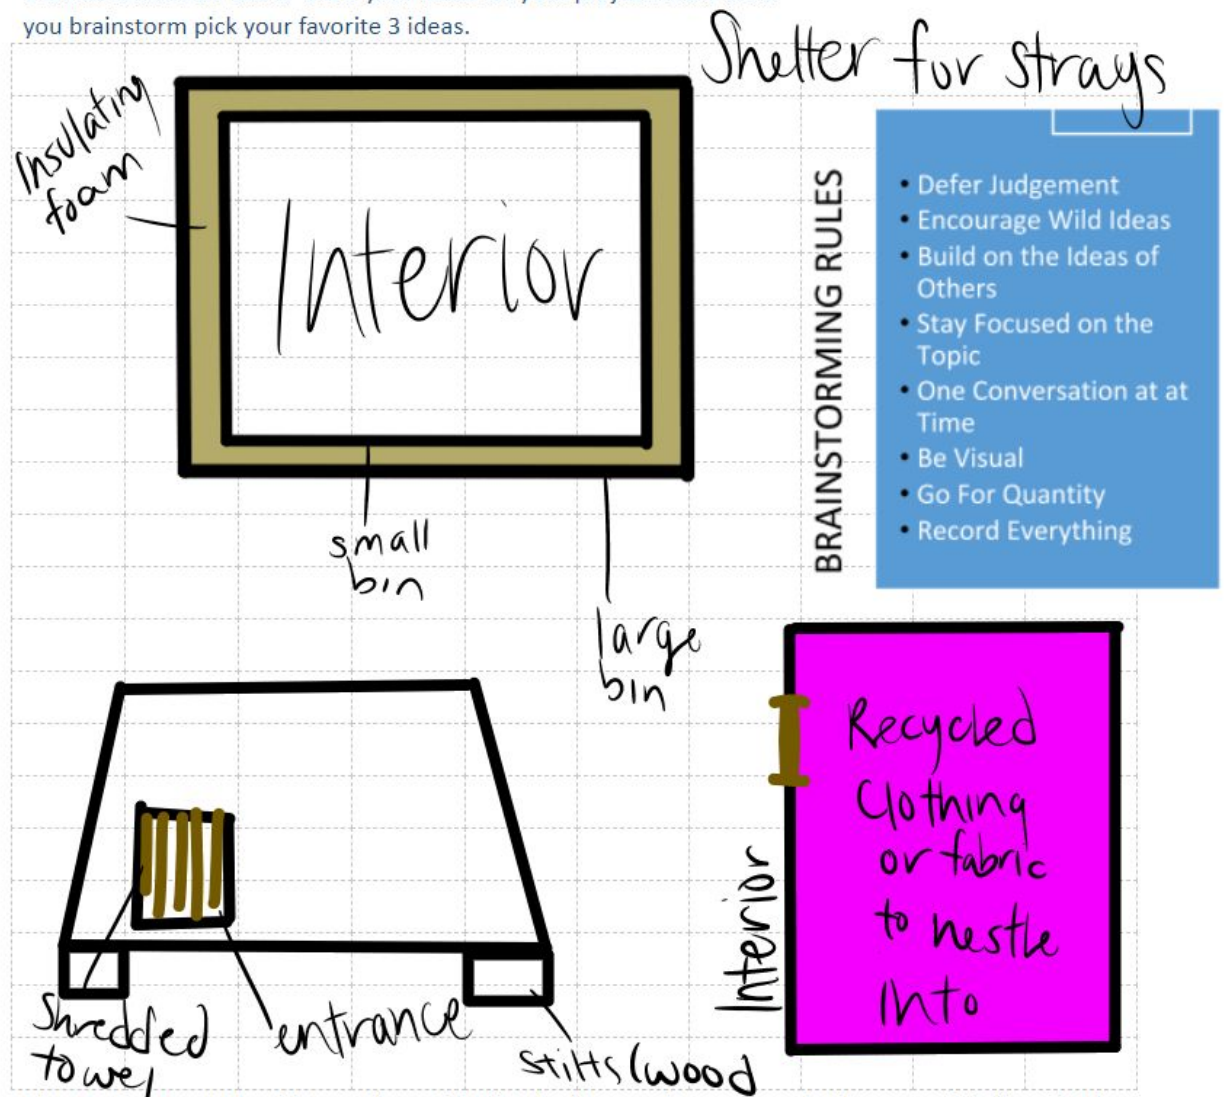 you brainstorm pick your favorite 3 ideas.
Shelter for strays
Insulating
foam
Interior
small
bin
large
bin
BRAINSTORMING RULES
• Defer Judgement
• Encourage Wild Ideas
• Build on the Ideas of
Others
• Stay Focused on the
Topic
• One Conversation at at
Time
• Be Visual
• Go For Quantity
• Record Everything
Shredded
towel
entrance
stilts (wood
Interior
Recycled
Clothing
or fabric
to nestle
Into